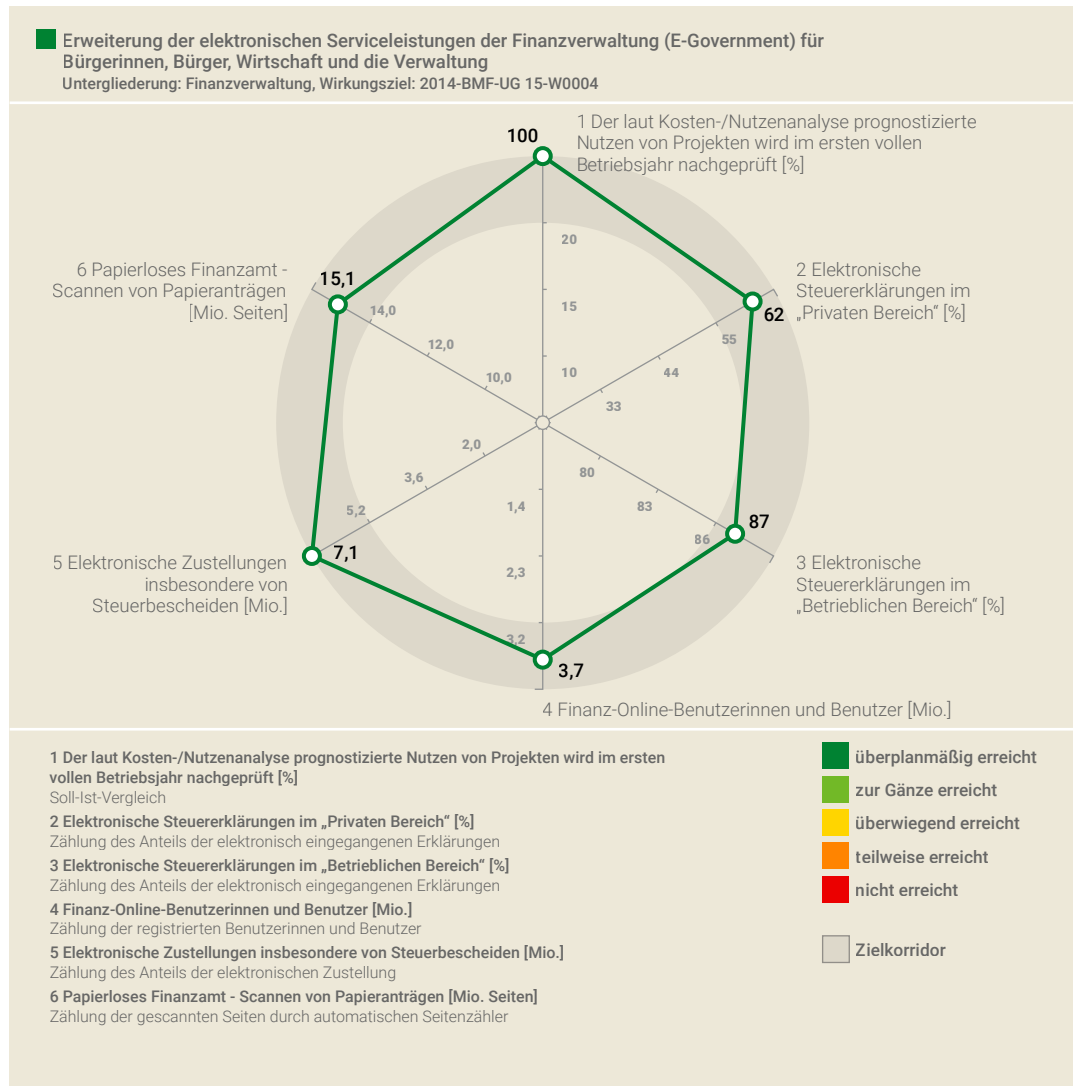 Erweiterung der elektronischen Serviceleistungen der Finanzverwaltung (E-Government) für
Bürgerinnen, Bürger, Wirtschaft und die Verwaltung
Untergliederung: Finanzverwaltung, Wirkungsziel: 2014-BMF-UG 15-W0004
1 Der laut Kosten-/Nutzenanalyse prognostizierte
Nutzen von Projekten wird im ersten vollen
Betriebsjahr nachgeprüft [%]
100
20
15
10
2 Elektronische
Steuererklärungen im
„Privaten Bereich“ [%]
62
55
44
33
3 Elektronische
Steuererklärungen im
„Betrieblichen Bereich“ [%]
87
86
83
80
4 Finanz-Online-Benutzerinnen und Benutzer [Mio.]
3,7
3,2
2,3
1,4
5 Elektronische Zustellungen
insbesondere von
Steuerbescheiden [Mio.]
7,1
5,2
3,6
2,0
6 Papierloses Finanzamt -
Scannen von Papieranträgen
[Mio. Seiten]
15,1
14,0
12,0
10,0
1 Der laut Kosten-/Nutzenanalyse prognostizierte Nutzen von Projekten wird im ersten
vollen Betriebsjahr nachgeprüft [%]
Soll-Ist-Vergleich
2 Elektronische Steuererklärungen im „Privaten Bereich“ [%]
Zählung des Anteils der elektronisch eingegangenen Erklärungen
3 Elektronische Steuererklärungen im „Betrieblichen Bereich“ [%]
Zählung des Anteils der elektronisch eingegangenen Erklärungen
4 Finanz-Online-Benutzerinnen und Benutzer [Mio.]
Zählung der registrierten Benutzerinnen und Benutzer
5 Elektronische Zustellungen insbesondere von Steuerbescheiden [Mio.]
Zählung des Anteils der elektronischen Zustellung
6 Papierloses Finanzamt - Scannen von Papieranträgen [Mio. Seiten]
Zählung der gescannten Seiten durch automatischen Seitenzähler
überplanmäßig erreicht
zur Gänze erreicht
überwiegend erreicht
teilweise erreicht
nicht erreicht
Zielkorridor